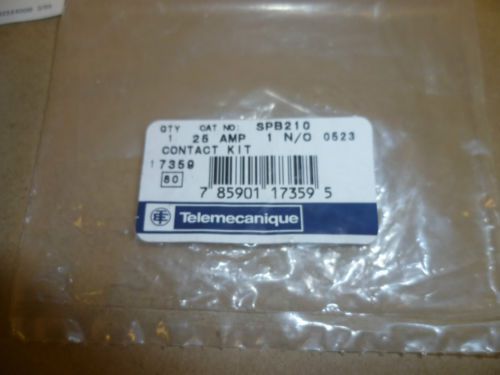 QTY CAT NO: SPB210
1 25 AMP 1 N/O 0523
CONTACT KIT
17359
80
7 85901 17359 5
Telemecanique